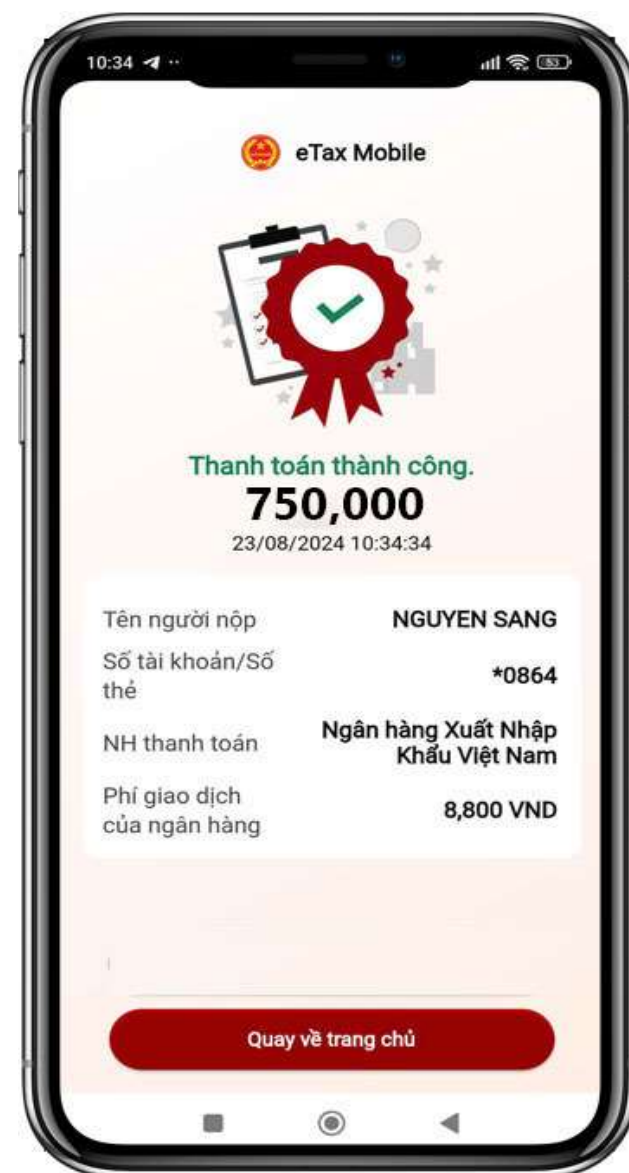 10:34
53
eTax Mobile
Thanh toán thành công.
750,000
23/08/2024 10:34:34
Tên người nộp
NGUYEN SANG
Số tài khoản/Số
thẻ
*0864
NH thanh toán
Ngân hàng Xuất Nhập
Khẩu Việt Nam
Phí giao dịch
của ngân hàng
8,800 VND
Quay về trang chủ